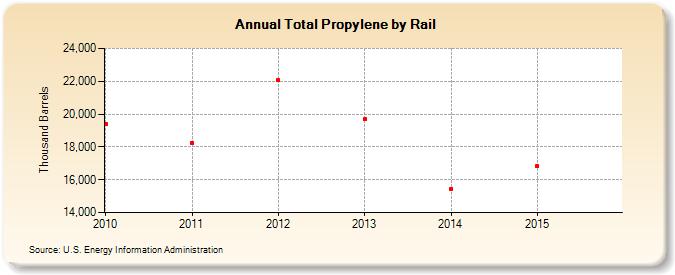 Annual Total Propylene by Rail
Thousand Barrels
24,000
22,000
20,000
18,000
16,000
14,000
2010 2011 2012 2013 2014 2015
Source: U.S. Energy Information Administration